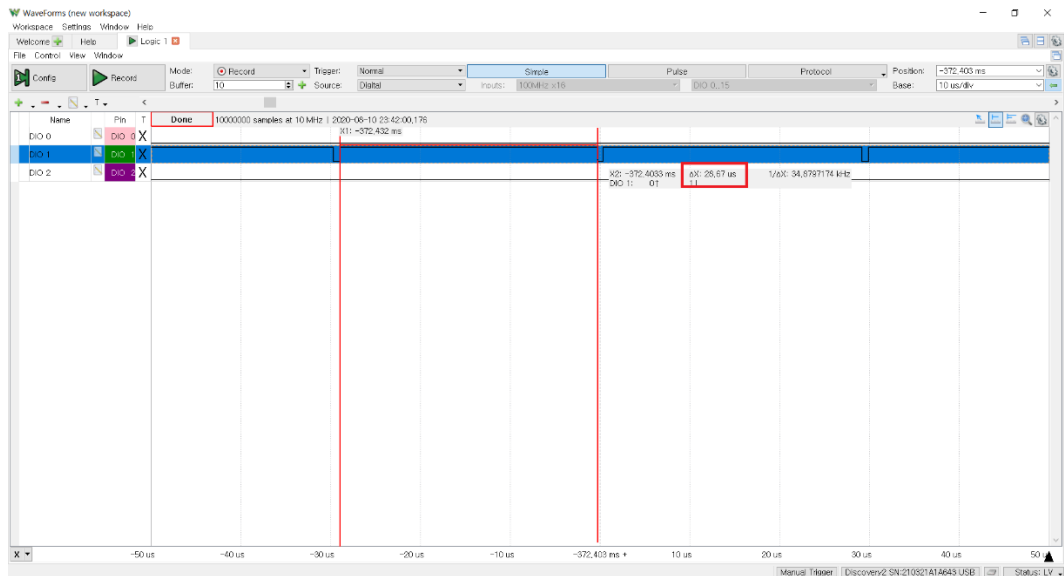 WaveForms (new workspace)
Workspace Settings Window Help
Welcome Help Logic 1
File Control View Window
Config Record Mode: Record Trigger: Normal Simple Pulse Protocol Position: -372,403 ms
Buffer: 10 Source: Digital Inputs: 100MHz x16 DIO 0...15 Base: 10 us/div
Name Pin T Done 10000000 samples at 10 MHz | 2020-08-10 23:42:00,176
X1: -372,432 ms
DIO 0 DIO 0 X
DIO 1 DIO 1 X
DIO 2 DIO 2 X
X2: -372,4033 ms ΔX: 28,67 us 1/ΔX: 34,8797174 kHz
DIO 1: 0↑ 1↓
X -50 us -40 us -30 us -20 us -10 us -372,403 ms + 10 us 20 us 30 us 40 us 50 u
Manual Trigger Discovery2 SN:210321A1A643 USB Status: LV